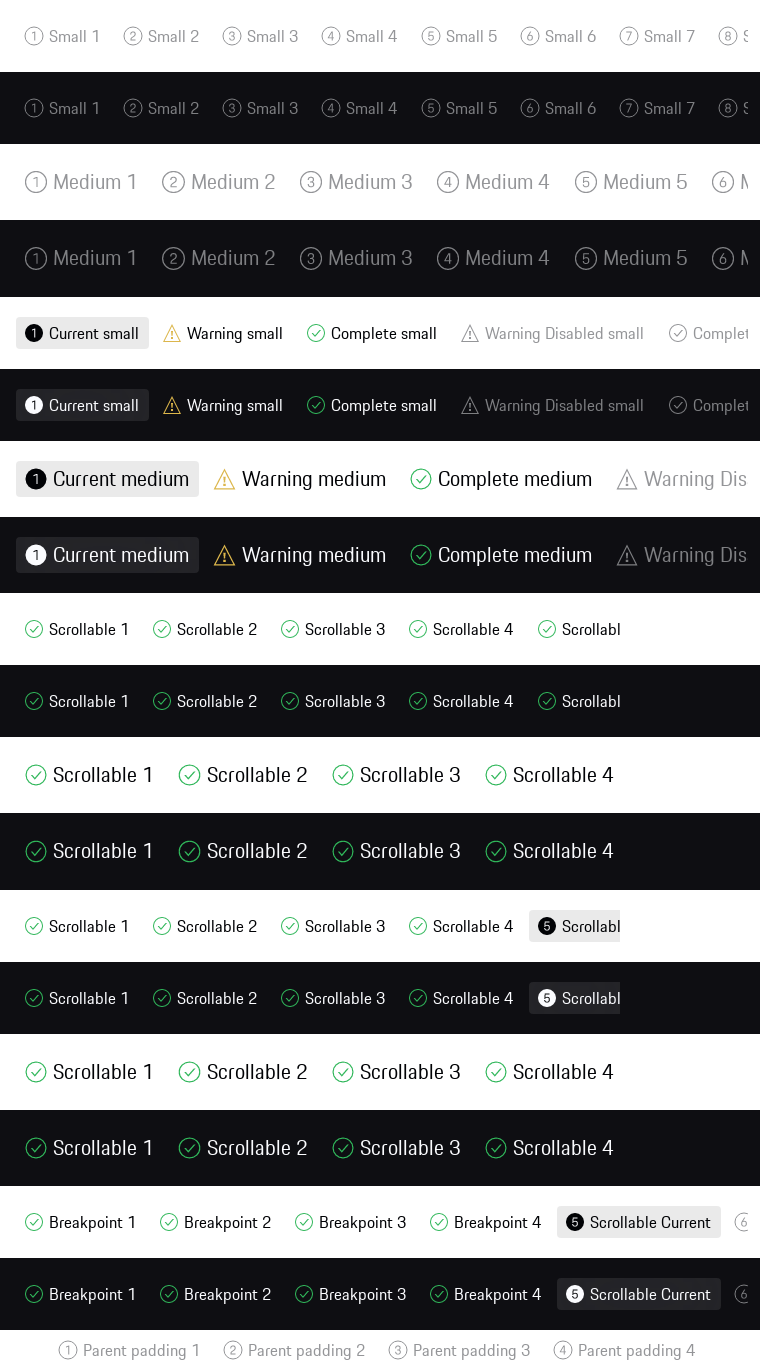 1 Small 1 2 Small 2 3 Small 3 4 Small 4 5 Small 5 6 Small 6 7 Small 7 8
1 Small 1 2 Small 2 3 Small 3 4 Small 4 5 Small 5 6 Small 6 7 Small 7 8
1 Medium 1 2 Medium 2 3 Medium 3 4 Medium 4 5 Medium 5 6
1 Medium 1 2 Medium 2 3 Medium 3 4 Medium 4 5 Medium 5 6
1 Current small Warning small Complete small Warning Disabled small Complet
1 Current small Warning small Complete small Warning Disabled small Complet
1 Current medium Warning medium Complete medium Warning Dis
1 Current medium Warning medium Complete medium Warning Dis
Scrollable 1 Scrollable 2 Scrollable 3 Scrollable 4 Scrollabl
Scrollable 1 Scrollable 2 Scrollable 3 Scrollable 4 Scrollabl
Scrollable 1 Scrollable 2 Scrollable 3 Scrollable 4
Scrollable 1 Scrollable 2 Scrollable 3 Scrollable 4
Scrollable 1 Scrollable 2 Scrollable 3 Scrollable 4 5 Scrollabl
Scrollable 1 Scrollable 2 Scrollable 3 Scrollable 4 5 Scrollabl
Scrollable 1 Scrollable 2 Scrollable 3 Scrollable 4
Scrollable 1 Scrollable 2 Scrollable 3 Scrollable 4
Breakpoint 1 Breakpoint 2 Breakpoint 3 Breakpoint 4 5 Scrollable Current 6
Breakpoint 1 Breakpoint 2 Breakpoint 3 Breakpoint 4 5 Scrollable Current 6
1 Parent padding 1 2 Parent padding 2 3 Parent padding 3 4 Parent padding 4